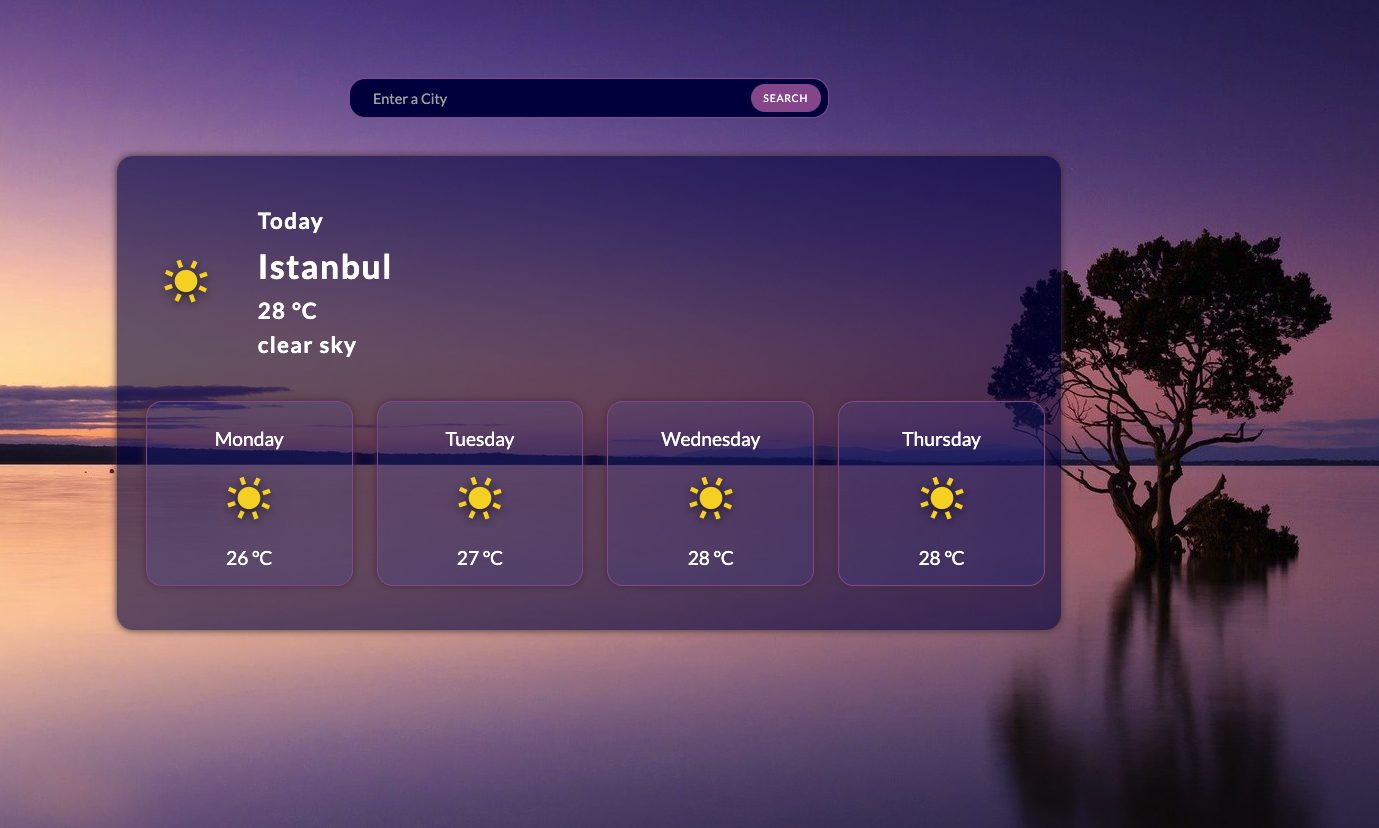 Enter a City
SEARCH
Today
Istanbul
28 °C
clear sky
Monday
Tuesday
Wednesday
Thursday
26 °C
27 °C
28 °C
28 °C